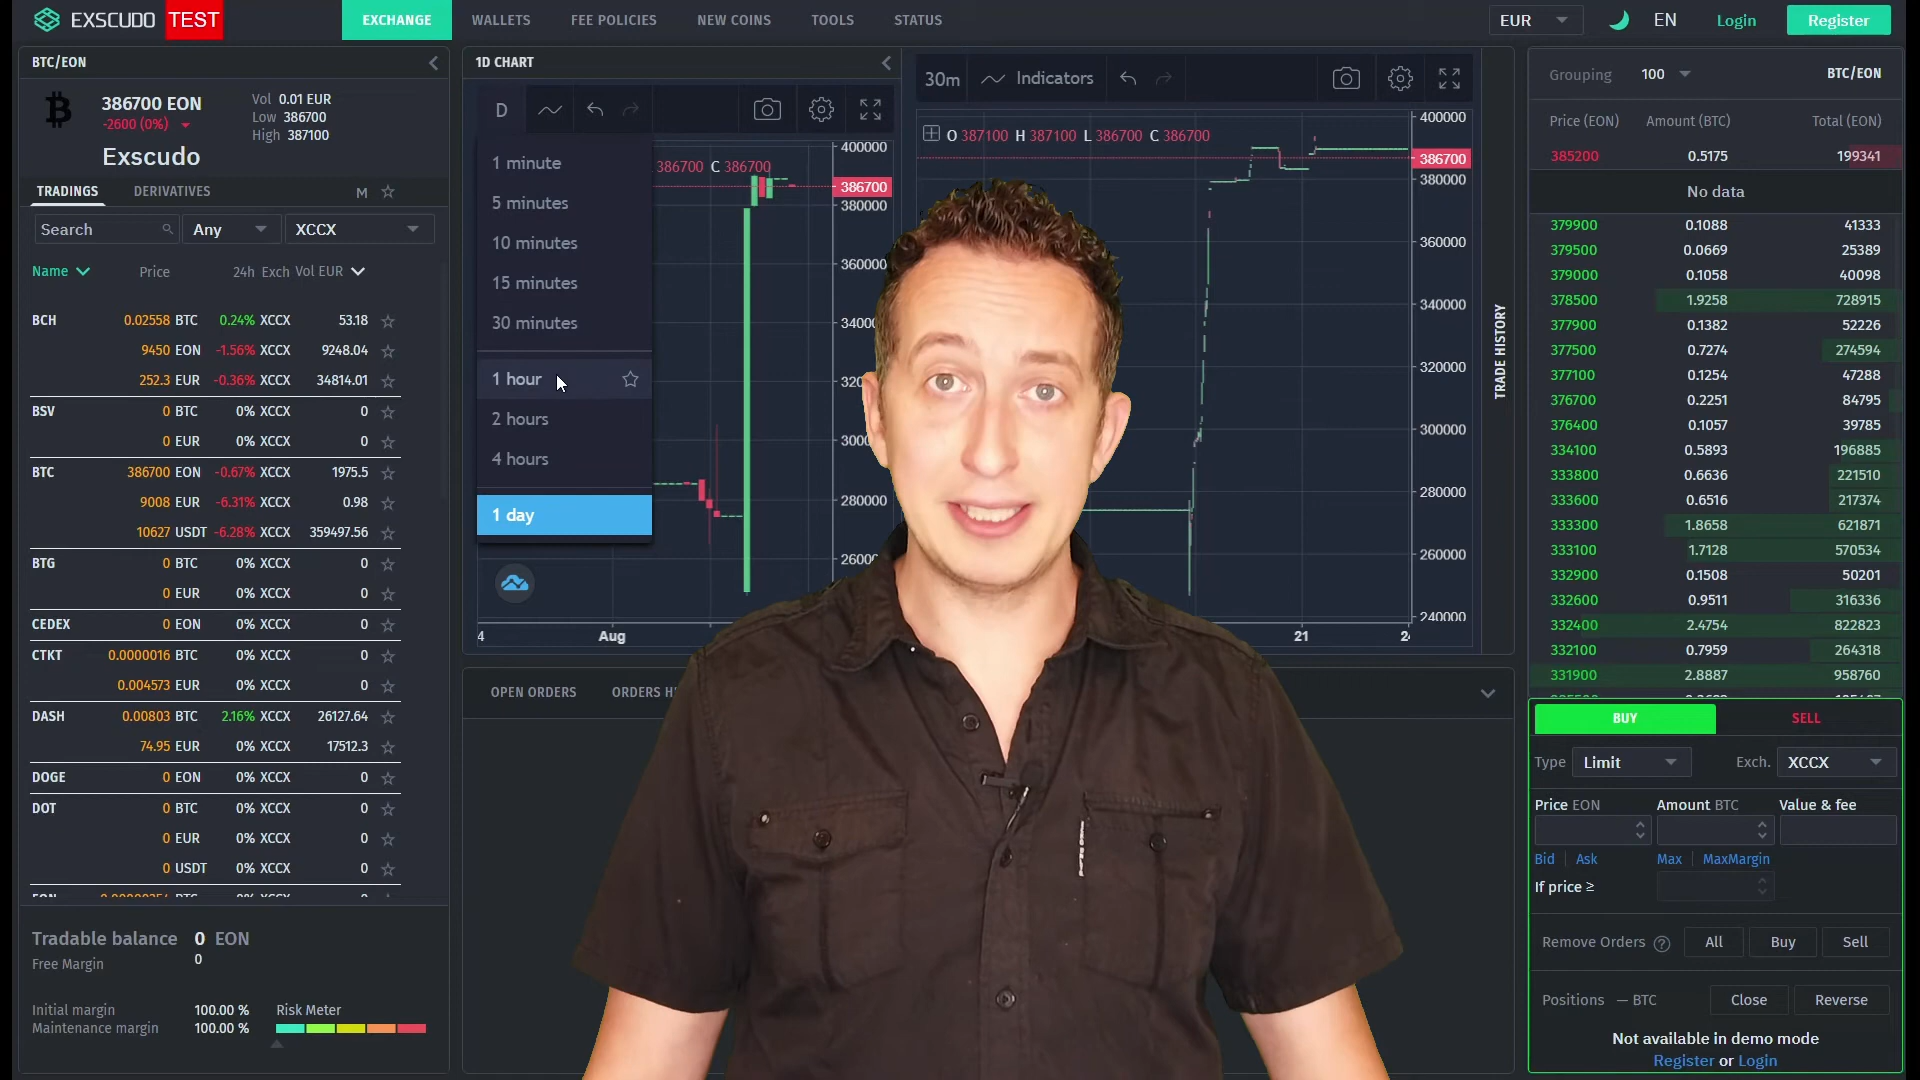 EXSCUDO TEST
EXCHANGE
WALLETS
FEE POLICIES
NEW COINS
TOOLS
STATUS
EUR
EN
Login
Register
BTC/EON
386700 EON
-2600 (0%)
Exscudo
Vol 0.01 EUR
Low 386700
High 387100
TRADINGS
DERIVATIVES
M
Search
Any
XCCX
Name
Price
24h
Exch
Vol EUR
BCH 0.02558 BTC 0.24% XCCX 53.18
9450 EON -1.56% XCCX 9248.04
252.3 EUR -0.36% XCCX 34814.01
BSV 0 BTC 0% XCCX 0
0 EUR 0% XCCX 0
BTC 386700 EON -0.67% XCCX 1975.5
9008 EUR -6.31% XCCX 0.98
10627 USDT -6.28% XCCX 359497.56
BTG 0 BTC 0% XCCX 0
0 EUR 0% XCCX 0
CEDEX 0 EON 0% XCCX 0
CTKT 0.0000016 BTC 0% XCCX 0
0.004573 EUR 0% XCCX 0
DASH 0.00803 BTC 2.16% XCCX 26127.64
74.95 EUR 0% XCCX 17512.3
DOGE 0 EON 0% XCCX 0
DOT 0 BTC 0% XCCX 0
0 EUR 0% XCCX 0
0 USDT 0% XCCX 0
Tradable balance 0 EON
Free Margin 0
Initial margin 100.00 %
Maintenance margin 100.00 %
Risk Meter
1D CHART
D
1 minute
5 minutes
10 minutes
15 minutes
30 minutes
1 hour
2 hours
4 hours
1 day
386700 C 386700
400000
386700
380000
360000
280000
Aug
30m
Indicators
O 387100 H 387100 L 386700 C 386700
400000
386700
380000
360000
340000
320000
300000
280000
260000
240000
21
TRADE HISTORY
OPEN ORDERS
Grouping 100
BTC/EON
Price (EON) Amount (BTC) Total (EON)
385200 0.5175 199341
No data
379900 0.1088 41333
379500 0.0669 25389
379000 0.1058 40098
378500 1.9258 728915
377900 0.1382 52226
377500 0.7274 274594
377100 0.1254 47288
376700 0.2251 84795
376400 0.1057 39785
334100 0.5893 196885
333800 0.6636 221510
333600 0.6516 217374
333300 1.8658 621871
333100 1.7128 570534
332900 0.1508 50201
332600 0.9511 316336
332400 2.4754 822823
332100 0.7959 264318
331900 2.8887 958760
BUY
SELL
Type Limit
Exch. XCCX
Price EON
Amount BTC
Value & fee
Bid
Ask
Max
MaxMargin
If price ≥
Remove Orders
All
Buy
Sell
Positions — BTC
Close
Reverse
Not available in demo mode
Register or Login